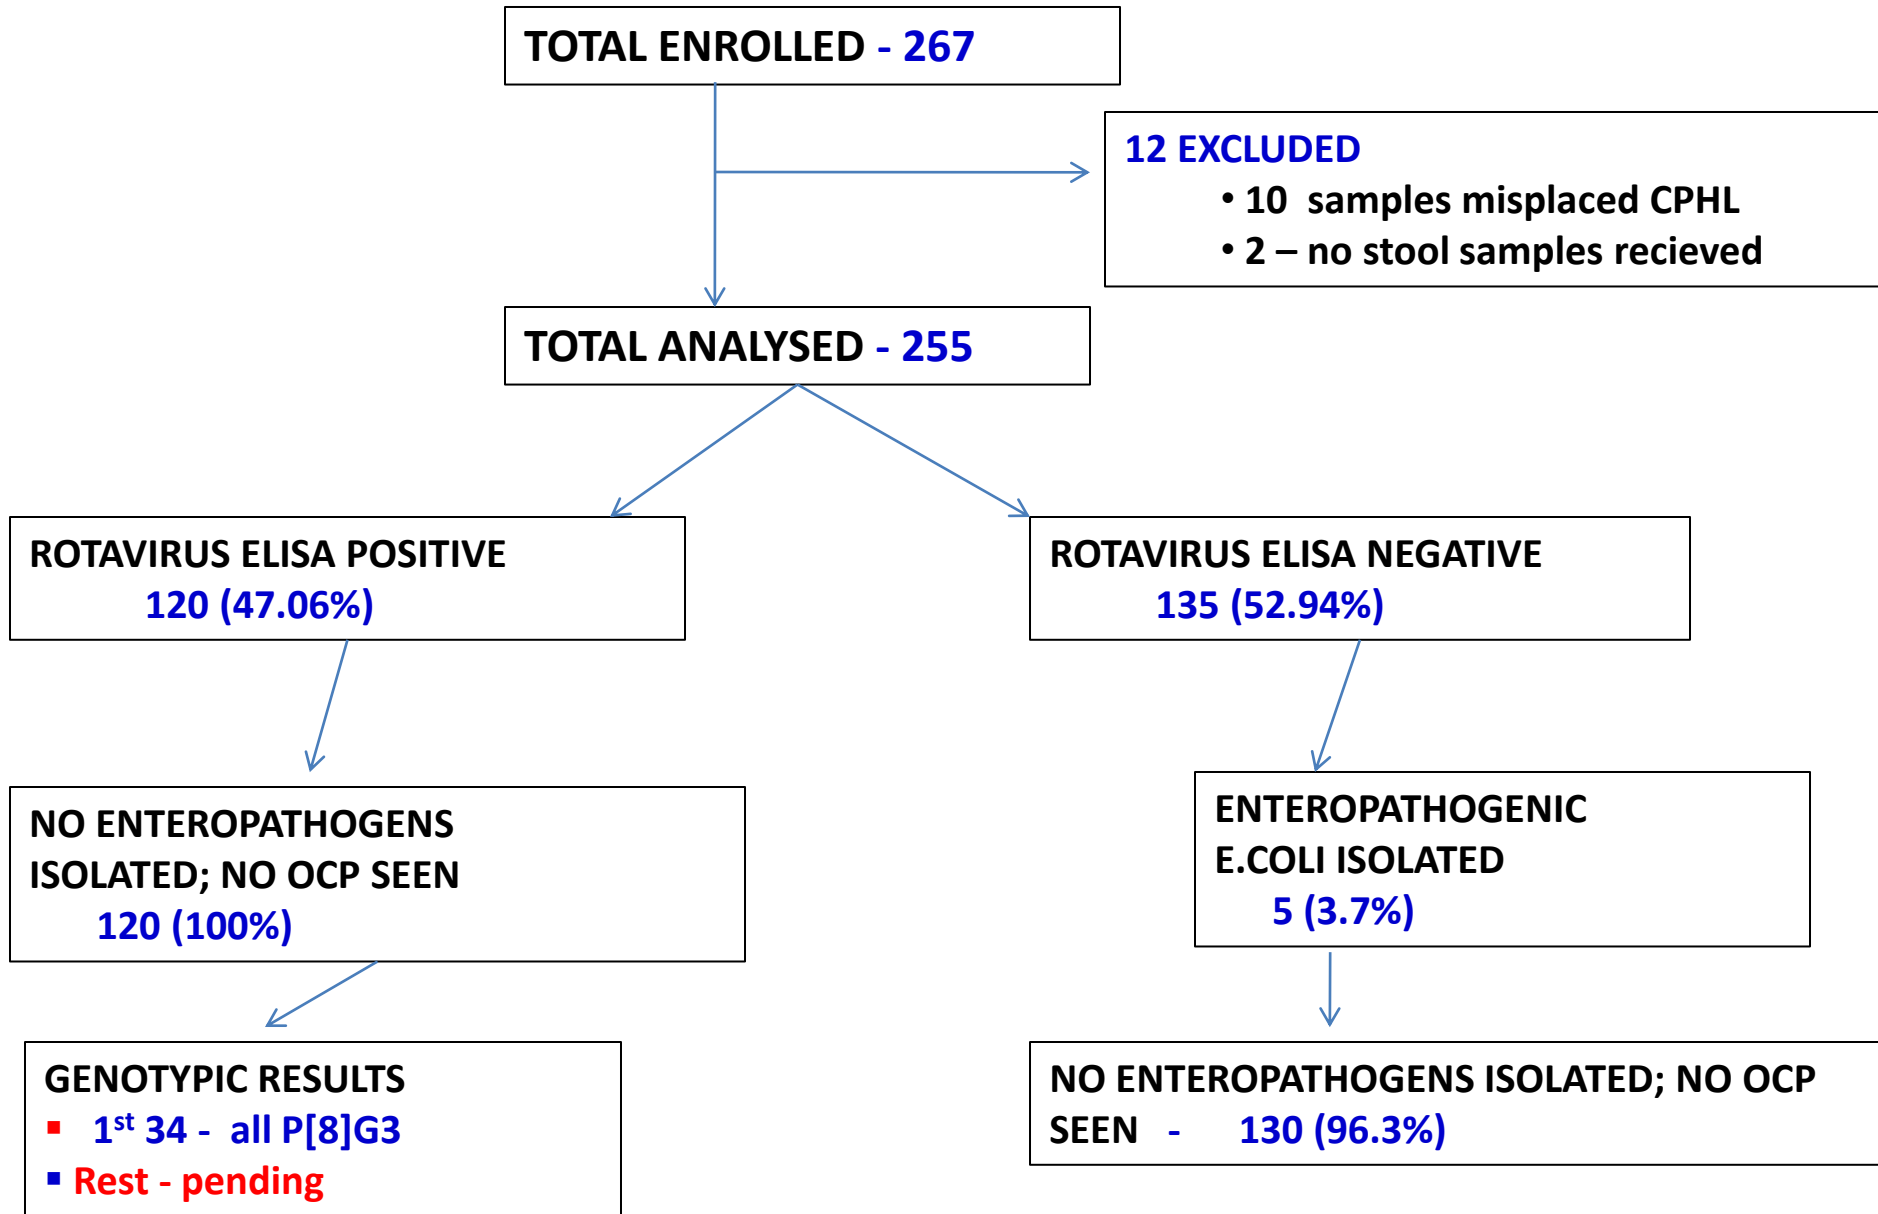 TOTAL ENROLLED - 267
12 EXCLUDED
• 10 samples misplaced CPHL
• 2 – no stool samples recieved
TOTAL ANALYSED - 255
ROTAVIRUS ELISA POSITIVE
120 (47.06%)
ROTAVIRUS ELISA NEGATIVE
135 (52.94%)
NO ENTEROPATHOGENS
ISOLATED; NO OCP SEEN
120 (100%)
ENTEROPATHOGENIC
E.COLI ISOLATED
5 (3.7%)
GENOTYPIC RESULTS
▪ 1st 34 - all P[8]G3
▪ Rest - pending
NO ENTEROPATHOGENS ISOLATED; NO OCP
SEEN - 130 (96.3%)